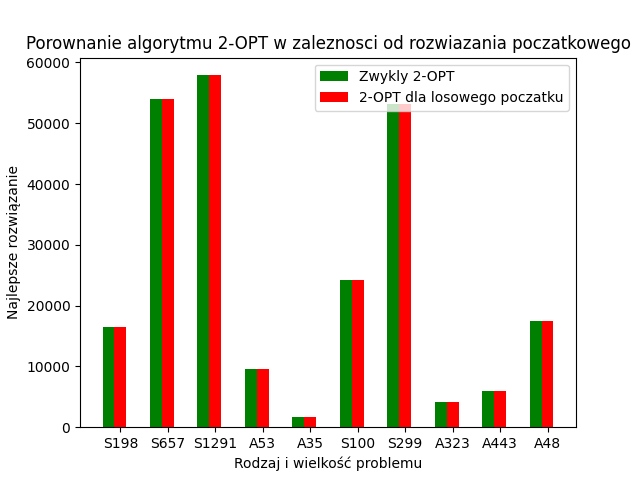 Porownanie algorytmu 2-OPT w zaleznosci od rozwiazania poczatkowego
Zwykly 2-OPT
2-OPT dla losowego poczatku
60000
50000
40000
30000
20000
10000
0
Najlepsze rozwiązanie
S198 S657 S1291 A53 A35 S100 S299 A323 A443 A48
Rodzaj i wielkość problemu